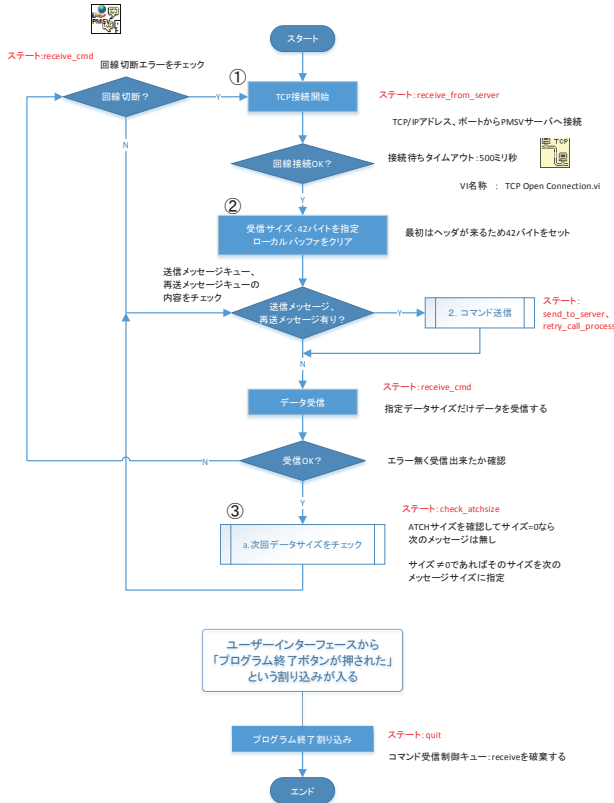 PMSV
スタート
ステート:receive_cmd
回線切断エラーをチェック
①
回線切断?
Y
TCP接続開始
ステート: receive_from_server
TCP/IPアドレス、ポートからPMSVサーバへ接続
N
回線接続OK?
接続待ちタイムアウト:500ミリ秒
TCP
VI名称 : TCP Open Connection.vi
Y
②
受信サイズ:42バイトを指定
ローカルバッファをクリア
最初はヘッダが来るため42バイトをセット
送信メッセージキュー、
再送メッセージキューの
内容をチェック
送信メッセージ、
再送メッセージ有り?
Y
2. コマンド送信
ステート:
send_to_server、
retry_call_process
N
ステート:receive_cmd
データ受信
指定データサイズだけデータを受信する
N
受信OK?
エラー無く受信出来たか確認
Y
③
ステート:check_atchsize
a.次回データサイズをチェック
ATCHサイズを確認してサイズ=0なら
次のメッセージは無し
サイズ≠0であればそのサイズを次の
メッセージサイズに指定
ユーザーインターフェースから
「プログラム終了ボタンが押された」
という割り込みが入る
プログラム終了割り込み
ステート:quit
コマンド受信制御キュー:receiveを破棄する
エンド